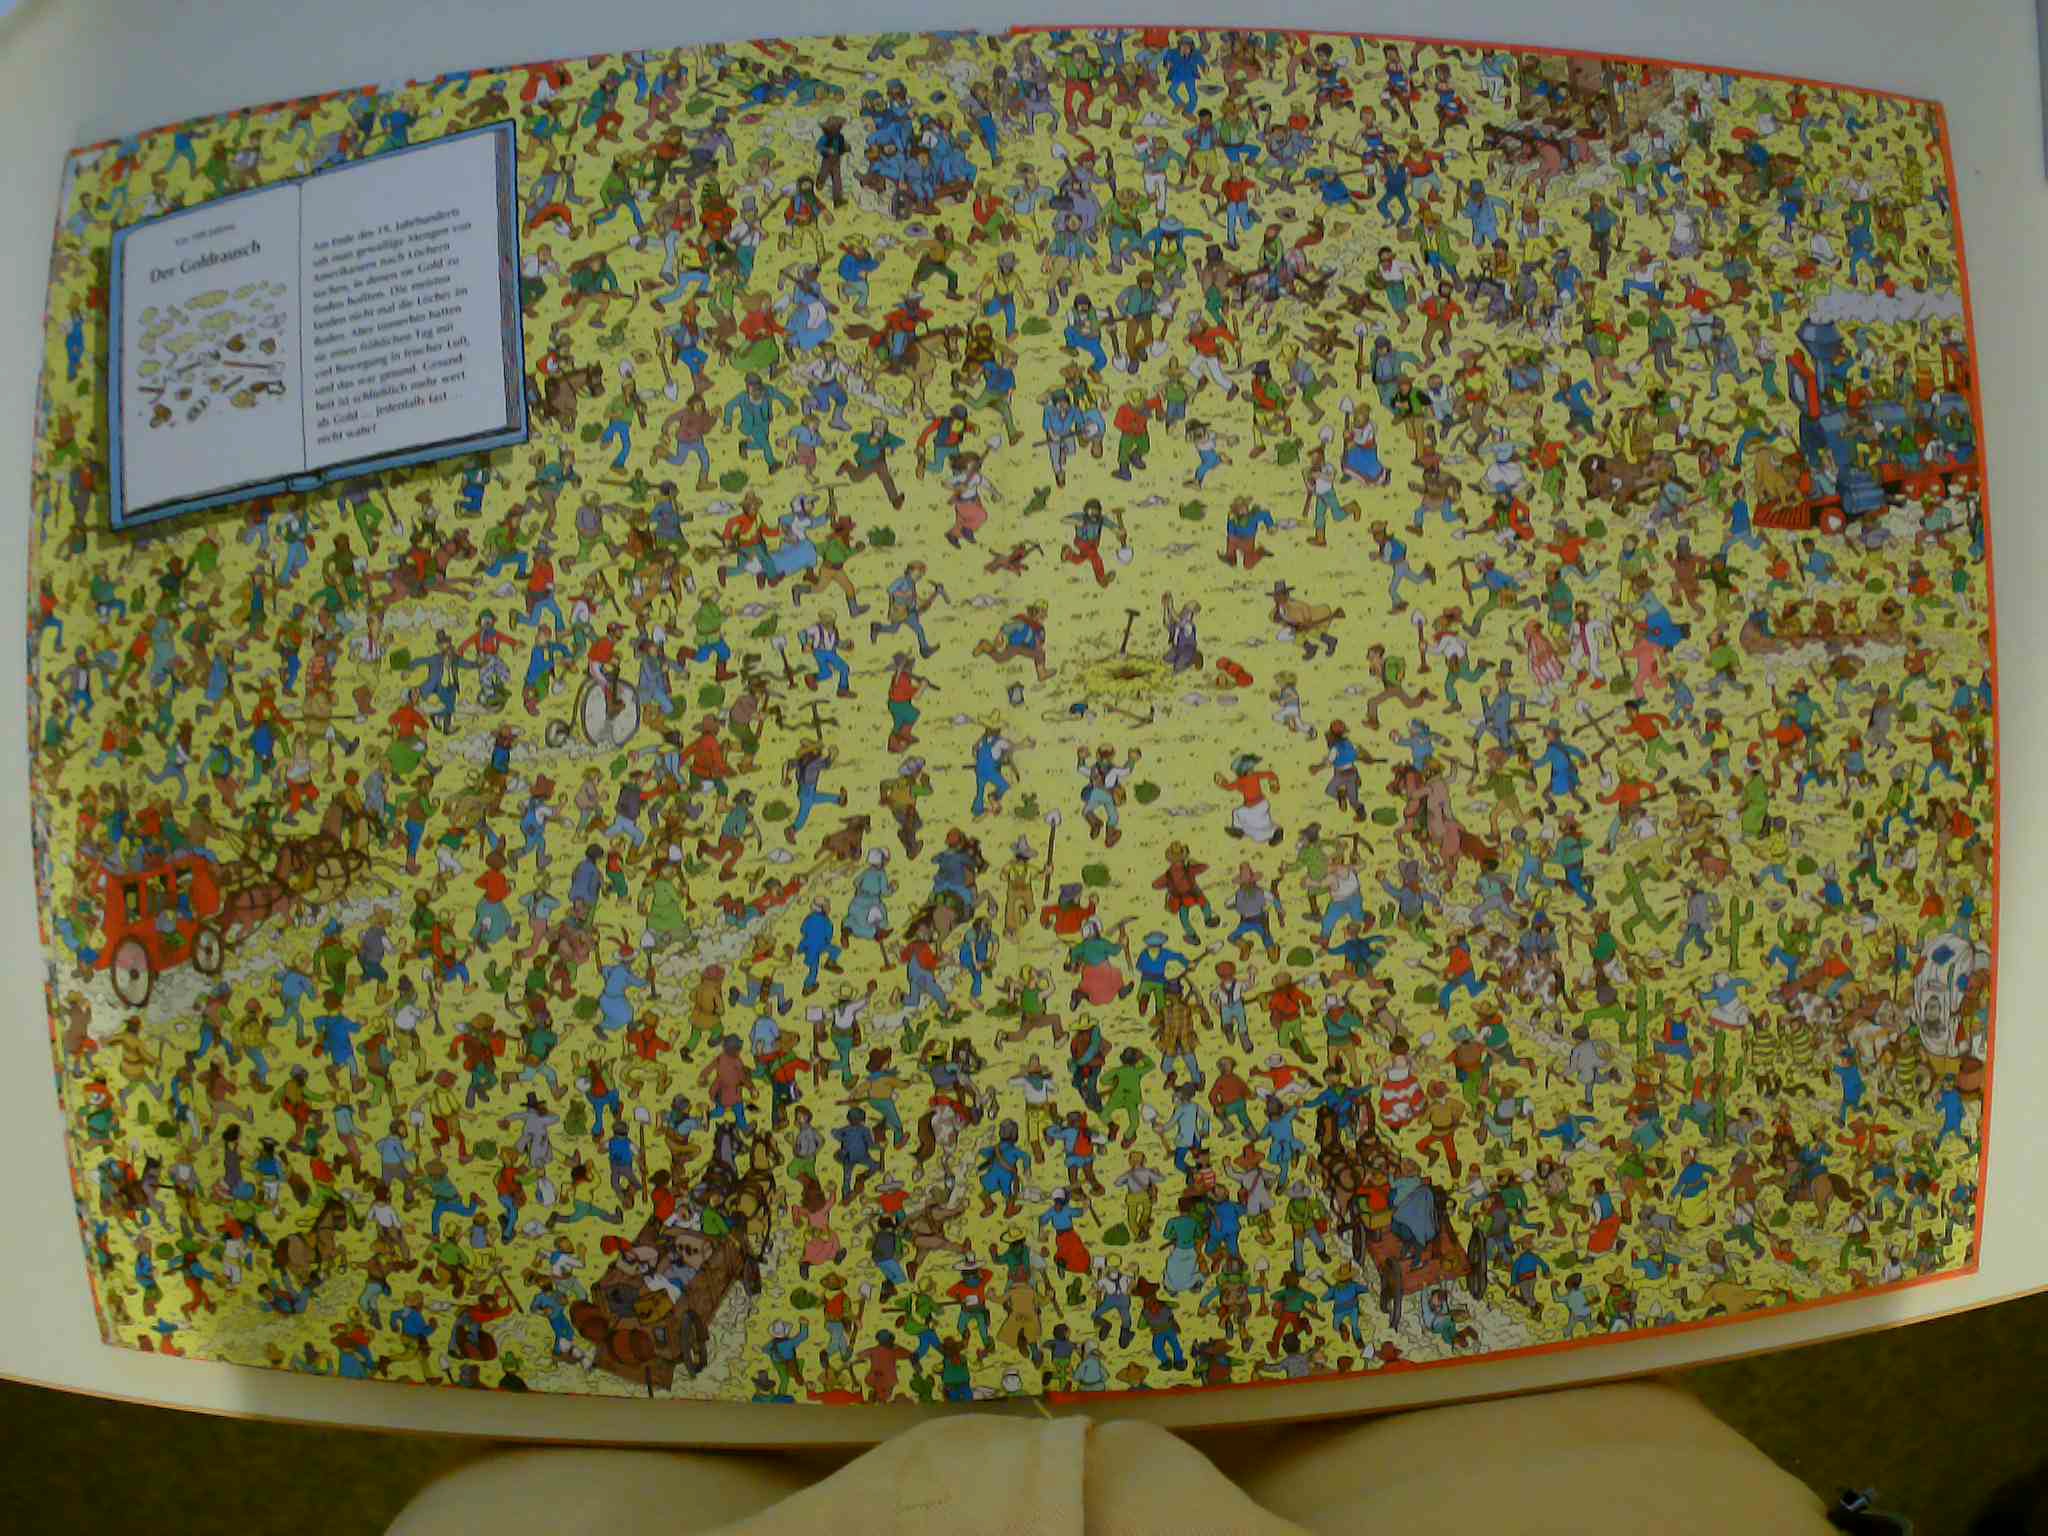 Vor 100 Jahren
Der Goldrausch
Am Ende des 19. Jahrhunderts
sah man gewaltige Mengen von
Amerikanern nach Löchern
suchen, in denen sie Gold zu
finden hofften. Die meisten
fanden nicht mal die Löcher im
Boden. Aber immerhin hatten
sie einen fröhlichen Tag mit
viel Bewegung in frischer Luft,
und das war gesund. Gesund-
heit ist schließlich mehr wert
als Gold ... jedenfalls fast ...
nicht wahr?